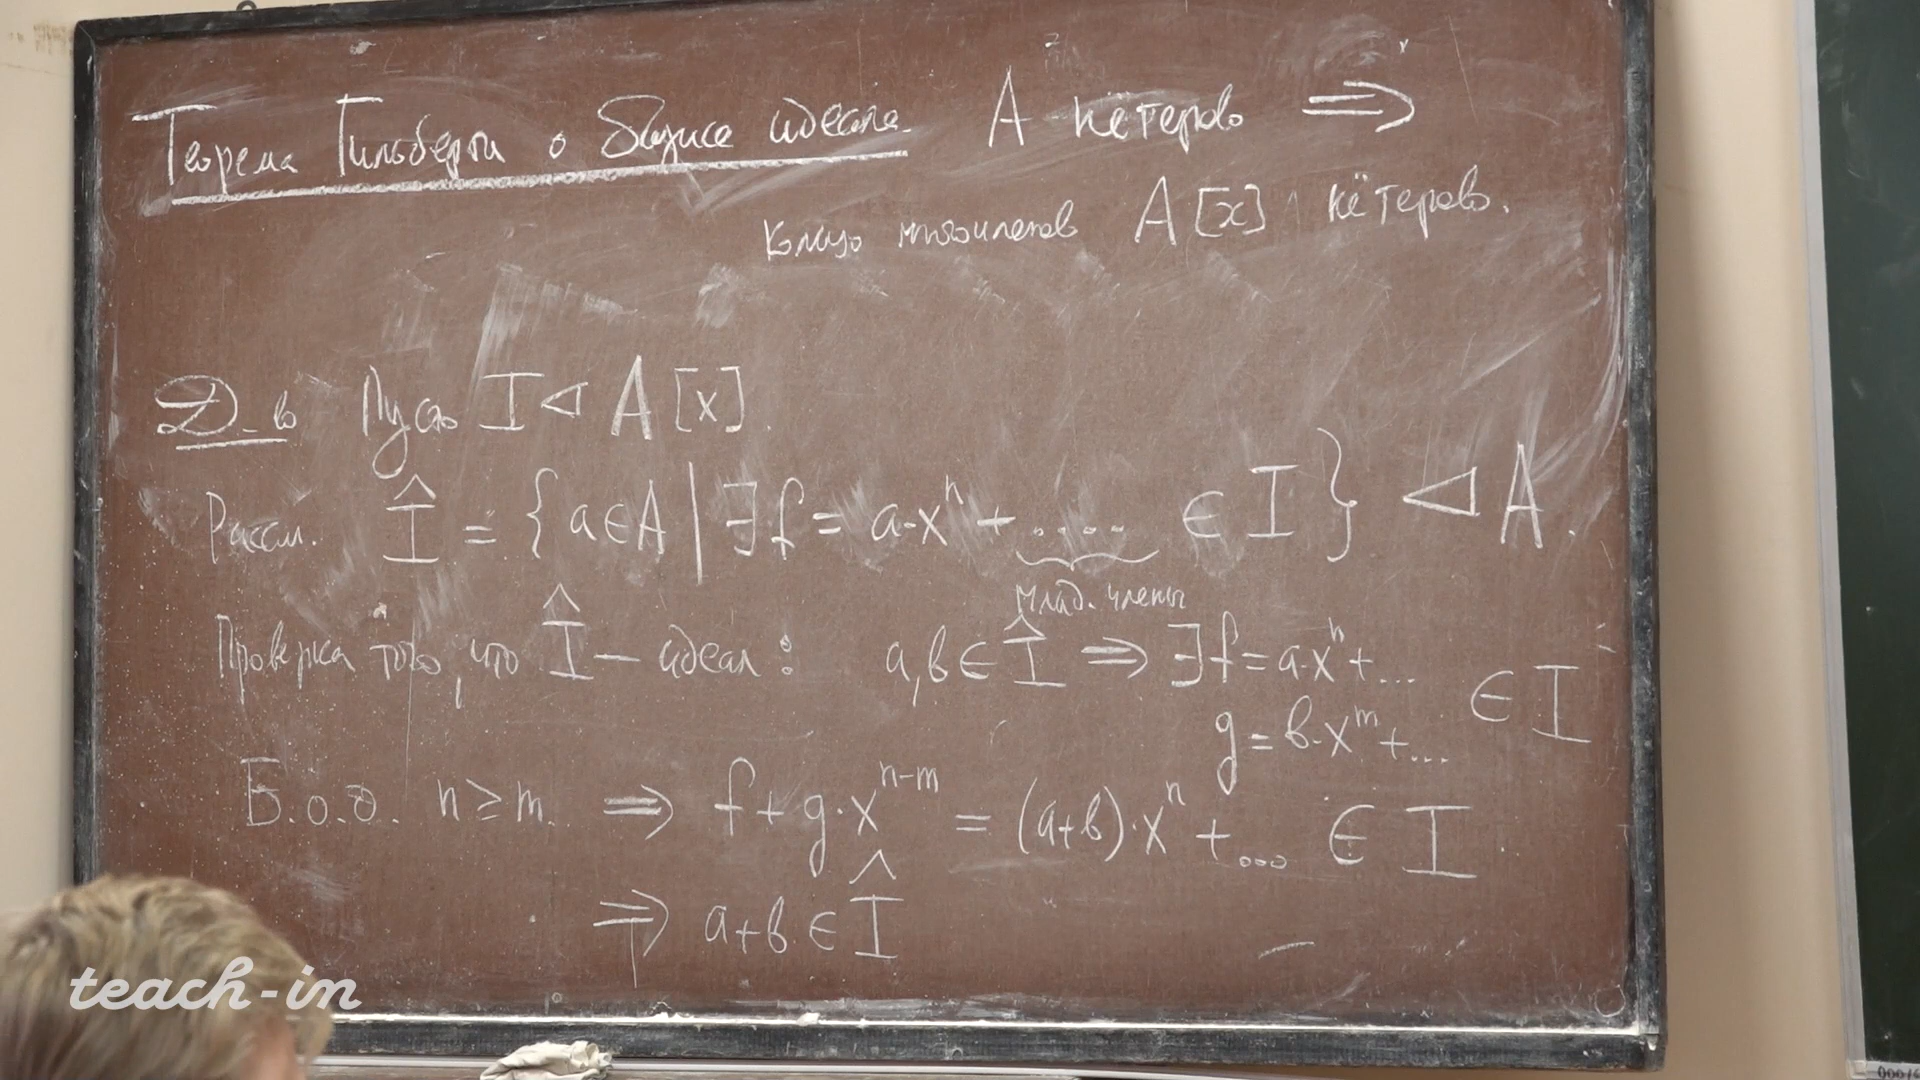 Теорема Гильберта о базисе идеала. A нётерово ⟹
кольцо многочленов A[x] нётерово.
Д-во Пусть I ◁ A[x].
Рассм. Î = {a∈A | ∃f = a·xⁿ + .... ∈ I} ◁ A.
млад. члены
Проверка того, что Î — идеал: a, b ∈ Î ⟹ ∃f = a·xⁿ+... ∈ I
g = b·xᵐ+...
Б.О.О. n ≥ m. ⟹ f + g·xⁿ⁻ᵐ = (a+b)·xⁿ + ... ∈ I
⟹ a+b ∈ Î
teach-in